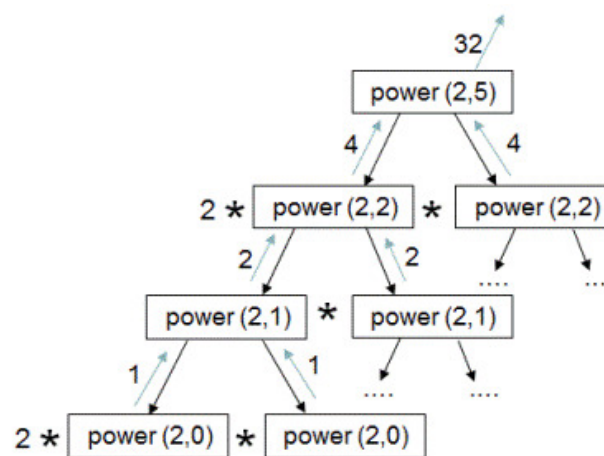 32
power (2,5)
4 4
2 * power (2,2) * power (2,2)
2 2
.... ...
power (2,1) * power (2,1)
1 1
.... ....
2 * power (2,0) * power (2,0)